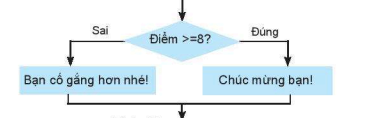 Sai
Điểm >=8?
Đúng
Bạn cố gắng hơn nhé!
Chúc mừng bạn!